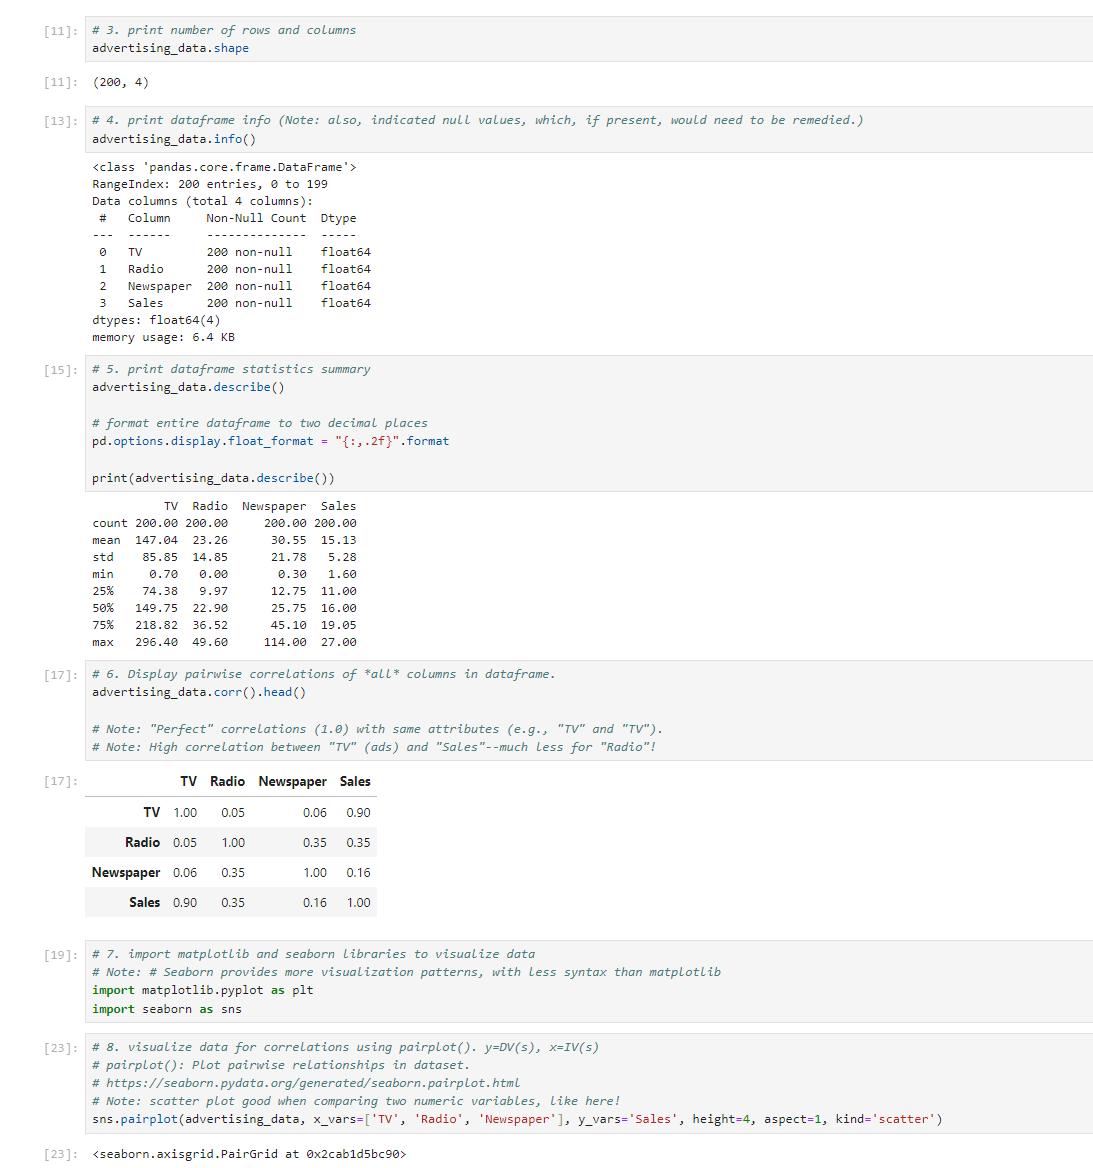 [11]: # 3. print number of rows and columns
advertising_data.shape
[11]: (200, 4)
[13]: # 4. print dataframe info (Note: also, indicated null values, which, if present, would need to be remedied.)
advertising_data.info()
<class 'pandas.core.frame.DataFrame'>
RangeIndex: 200 entries, 0 to 199
Data columns (total 4 columns):
 #   Column     Non-Null Count  Dtype
---  ------     --------------  -----
 0   TV         200 non-null    float64
 1   Radio      200 non-null    float64
 2   Newspaper  200 non-null    float64
 3   Sales      200 non-null    float64
dtypes: float64(4)
memory usage: 6.4 KB
[15]: # 5. print dataframe statistics summary
advertising_data.describe()
# format entire dataframe to two decimal places
pd.options.display.float_format = "{:,.2f}".format
print(advertising_data.describe())
          TV  Radio  Newspaper  Sales
count 200.00 200.00     200.00 200.00
mean  147.04  23.26      30.55  15.13
std    85.85  14.85      21.78   5.28
min     0.70   0.00       0.30   1.60
25%    74.38   9.97      12.75  11.00
50%   149.75  22.90      25.75  16.00
75%   218.82  36.52      45.10  19.05
max   296.40  49.60     114.00  27.00
[17]: # 6. Display pairwise correlations of *all* columns in dataframe.
advertising_data.corr().head()
# Note: "Perfect" correlations (1.0) with same attributes (e.g., "TV" and "TV").
# Note: High correlation between "TV" (ads) and "Sales"--much less for "Radio"!
[17]: TV Radio Newspaper Sales
TV 1.00 0.05 0.06 0.90
Radio 0.05 1.00 0.35 0.35
Newspaper 0.06 0.35 1.00 0.16
Sales 0.90 0.35 0.16 1.00
[19]: # 7. import matplotlib and seaborn libraries to visualize data
# Note: # Seaborn provides more visualization patterns, with less syntax than matplotlib
import matplotlib.pyplot as plt
import seaborn as sns
[23]: # 8. visualize data for correlations using pairplot(). y=DV(s), x=IV(s)
# pairplot(): Plot pairwise relationships in dataset.
# https://seaborn.pydata.org/generated/seaborn.pairplot.html
# Note: scatter plot good when comparing two numeric variables, like here!
sns.pairplot(advertising_data, x_vars=['TV', 'Radio', 'Newspaper'], y_vars='Sales', height=4, aspect=1, kind='scatter')
[23]: <seaborn.axisgrid.PairGrid at 0x2cab1d5bc90>